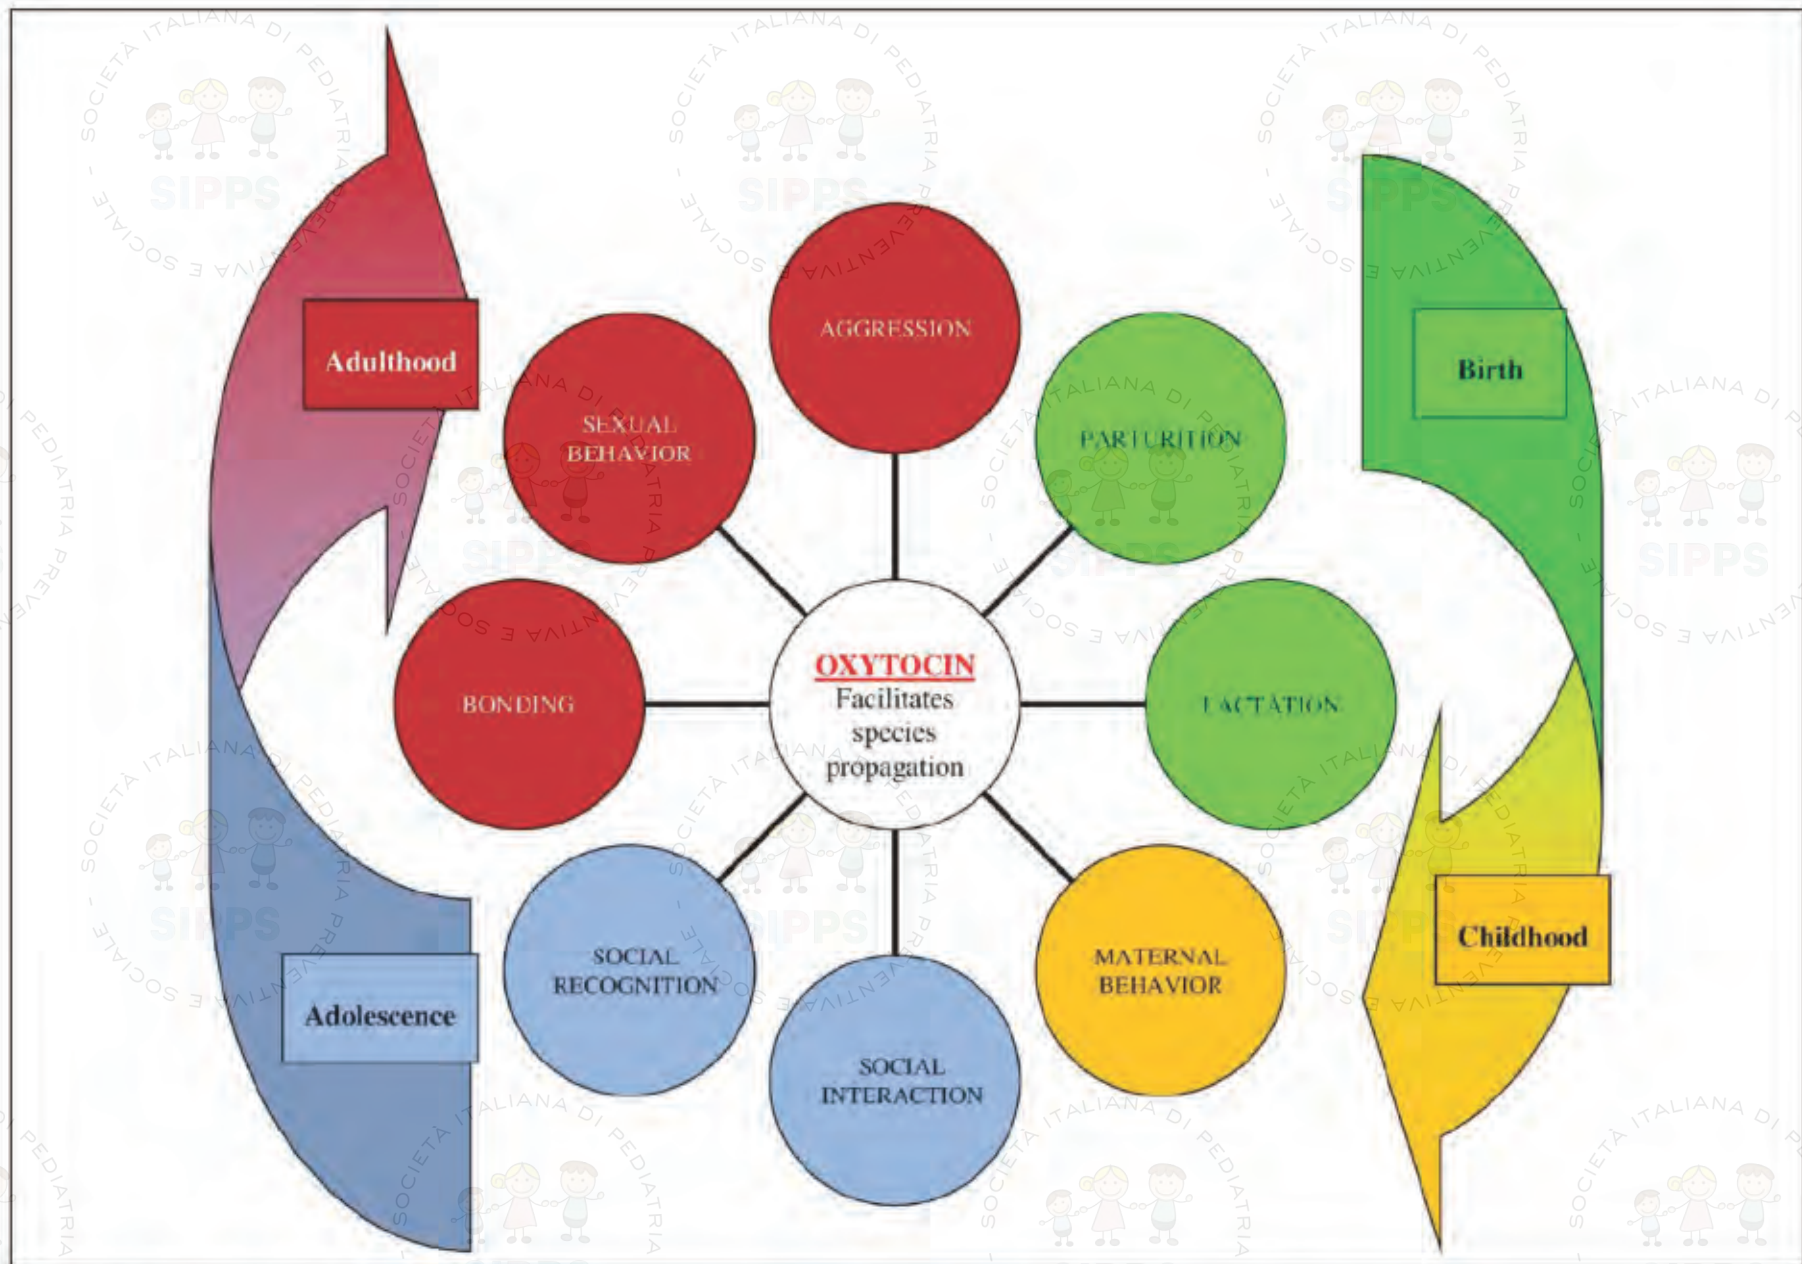 AGGRESSION
Adulthood
Birth
SEXUAL
BEHAVIOR
PARTURITION
OXYTOCIN
Facilitates
species
propagation
BONDING
LACTATION
SOCIAL
RECOGNITION
MATERNAL
BEHAVIOR
Childhood
Adolescence
SOCIAL
INTERACTION
SOCIETÀ ITALIANA DI PEDIATRIA PREVENTIVA E SOCIALE -
SIPPS